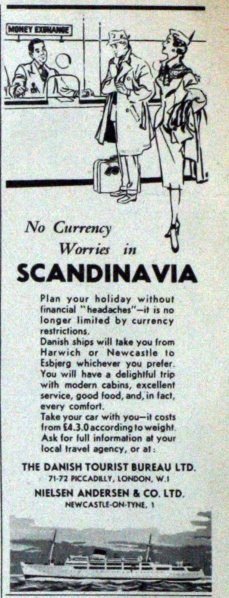 MONEY EXCHANGE
No Currency
Worries in
SCANDINAVIA
Plan your holiday without
financial "headaches"—it is no
longer limited by currency
restrictions.
Danish ships will take you from
Harwich or Newcastle to
Esbjerg whichever you prefer.
You will have a delightful trip
with modern cabins, excellent
service, good food, and, in fact,
every comfort.
Take your car with you—it costs
from £4.3.0 according to weight.
Ask for full information at your
local travel agency, or at:
THE DANISH TOURIST BUREAU LTD.
71-72 PICCADILLY, LONDON, W.1
NIELSEN ANDERSEN & CO. LTD.
NEWCASTLE-ON-TYNE, 1